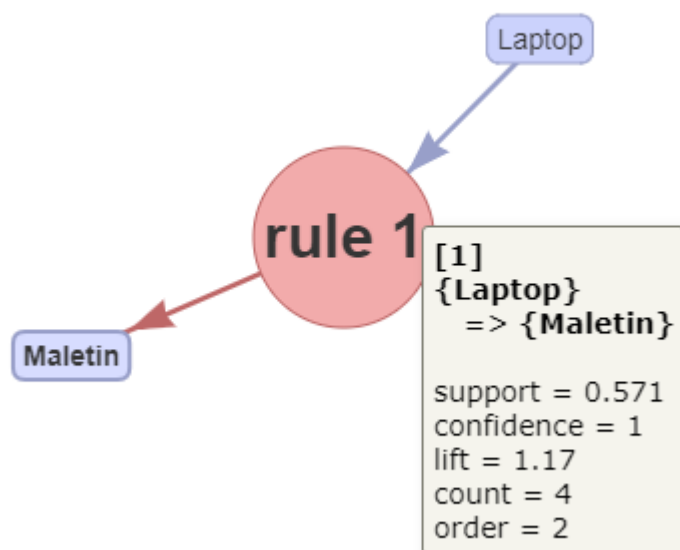 Laptop
rule 1
Maletin
[1]
{Laptop}
=> {Maletin}
support = 0.571
confidence = 1
lift = 1.17
count = 4
order = 2